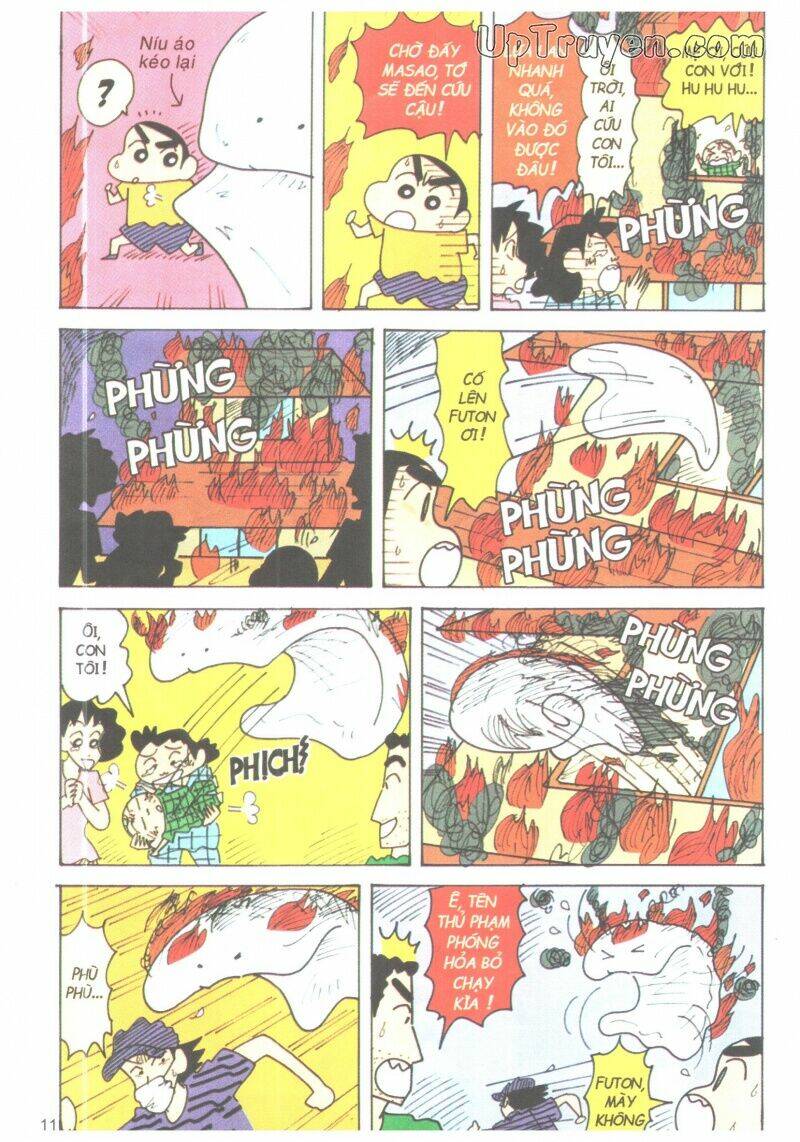 UpTruyen.com
CON VỚI!
HU HU HU...
ÔI
TRỜI,
AI CỨU
CON
TÔI...
LAN
NHANH
QUÁ,
KHÔNG
VÀO ĐÓ
ĐƯỢC
ĐÂU!
PHỪNG
CHỜ ĐẤY
MASAO, TỚ
SẼ ĐẾN CỨU
CẬU!
Níu áo
kéo lại
?
CỐ
LÊN
FUTON
ƠI!
PHỪNG
PHỪNG
PHỪNG
PHỪNG
PHỪNG
PHỪNG
ÔI,
CON
TÔI!
PHỊCH
Ê, TÊN
THỦ PHẠM
PHÓNG
HỎA BỎ
CHẠY
KÌA !
FUTON,
MÀY
KHÔNG
PHÙ
PHÙ...
11